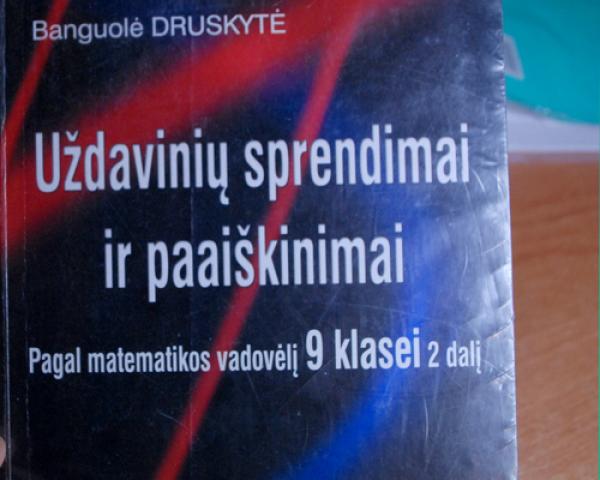 Banguolė DRUSKYTĖ
Uždavinių sprendimai
ir paaiškinimai
Pagal matematikos vadovėlį 9 klasei 2 dalį